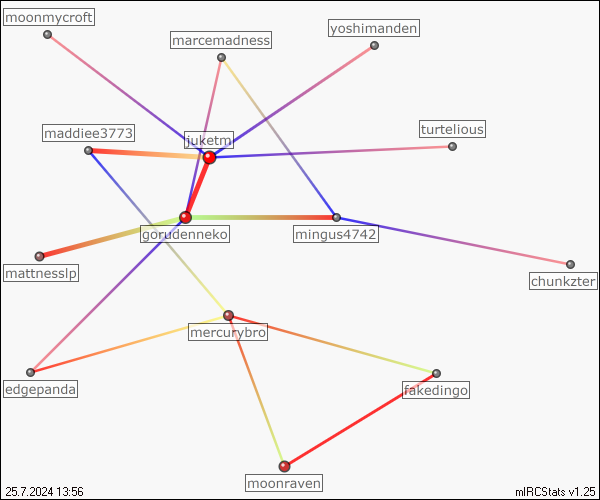 moonmycroft
yoshimanden
marcemadness
maddiee3773
juketm
turtelious
gorudenneko
mingus4742
mattnesslp
chunkzter
mercurybro
edgepanda
fakedingo
moonraven
25.7.2024 13:56
mIRCStats v1.25